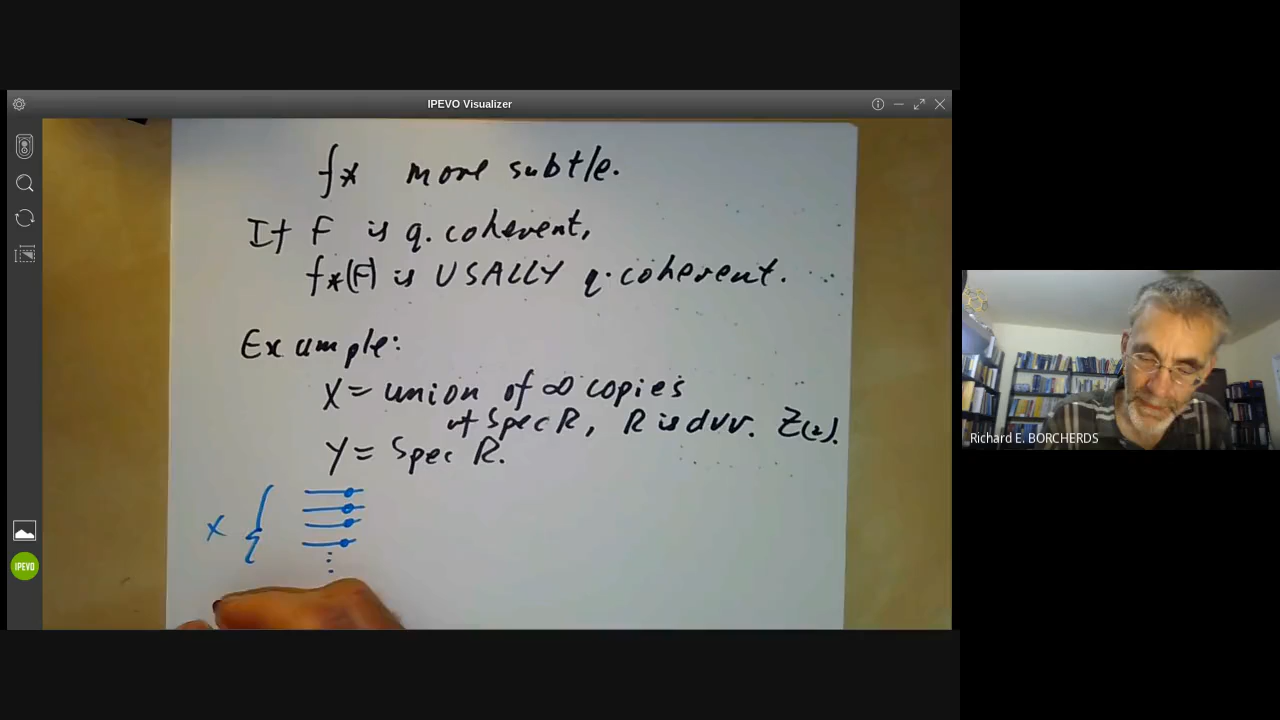 IPEVO Visualizer
f* more subtle.
If F is q. coherent,
f*(F) is USALLY q. coherent.
Example:
X = union of ∞ copies
of Spec R, R is dvr. Z(2).
Y = Spec R.
X {
IPEVO
Richard E. BORCHERDS